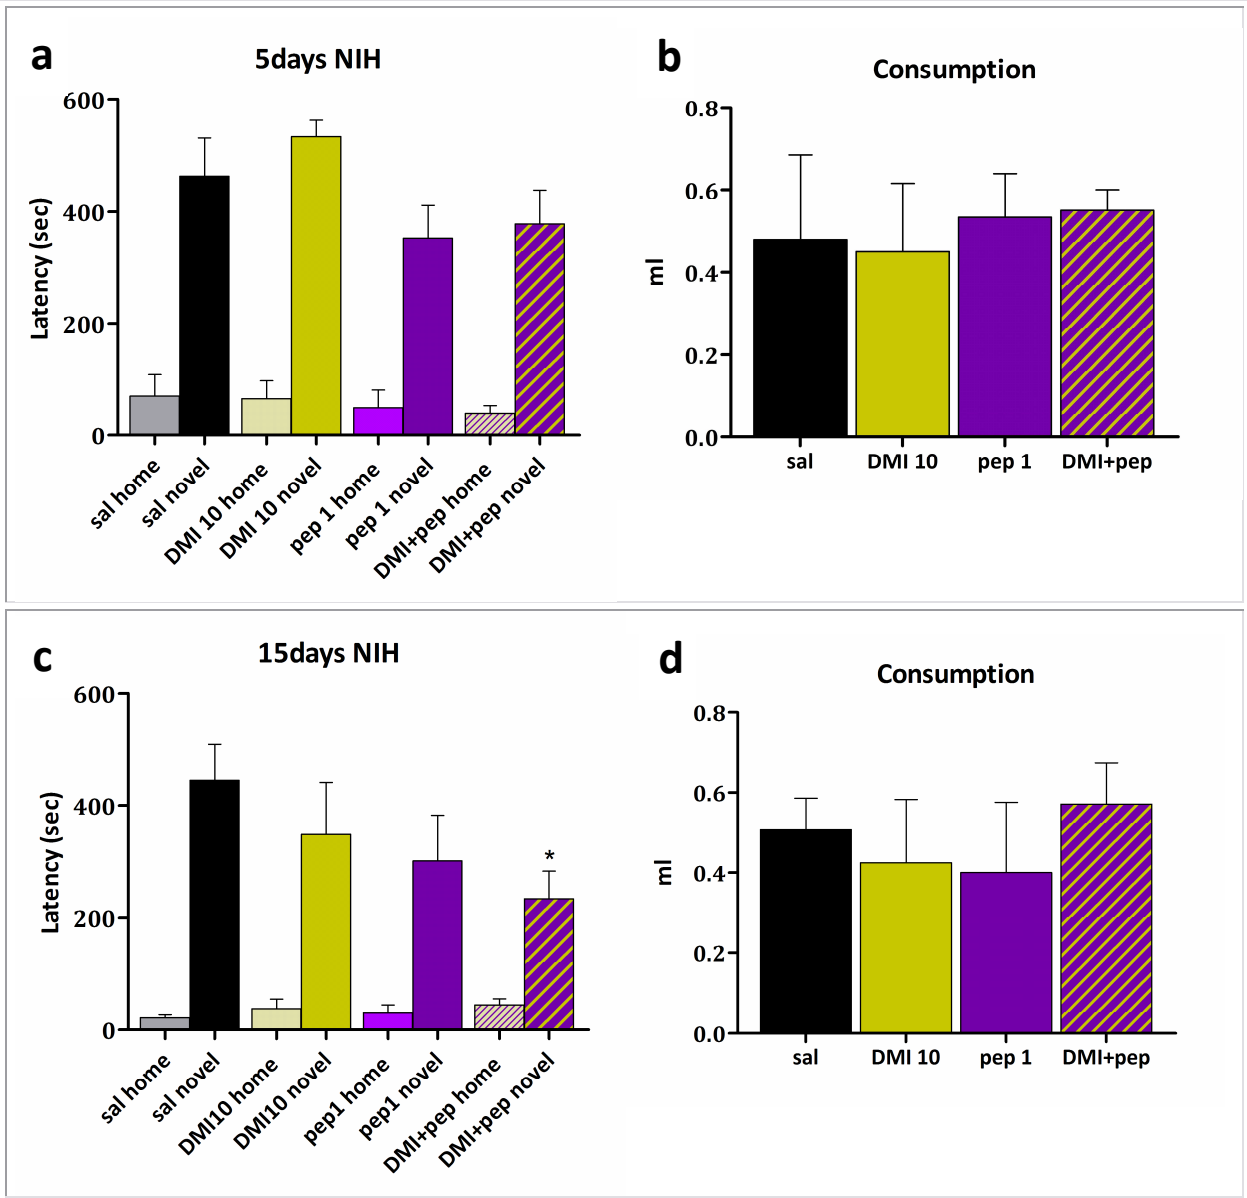 a
5days NIH
Latency (sec)
600
400
200
0
sal home
sal novel
DMI 10 home
DMI 10 novel
pep 1 home
pep 1 novel
DMI+pep home
DMI+pep novel
b
Consumption
ml
0.8
0.6
0.4
0.2
0.0
sal DMI 10 pep 1 DMI+pep
c
15days NIH
Latency (sec)
600
400
200
0
*
sal home
sal novel
DMI10 home
DMI10 novel
pep1 home
pep1 novel
DMI+pep home
DMI+pep novel
d
Consumption
ml
0.8
0.6
0.4
0.2
0.0
sal DMI 10 pep 1 DMI+pep